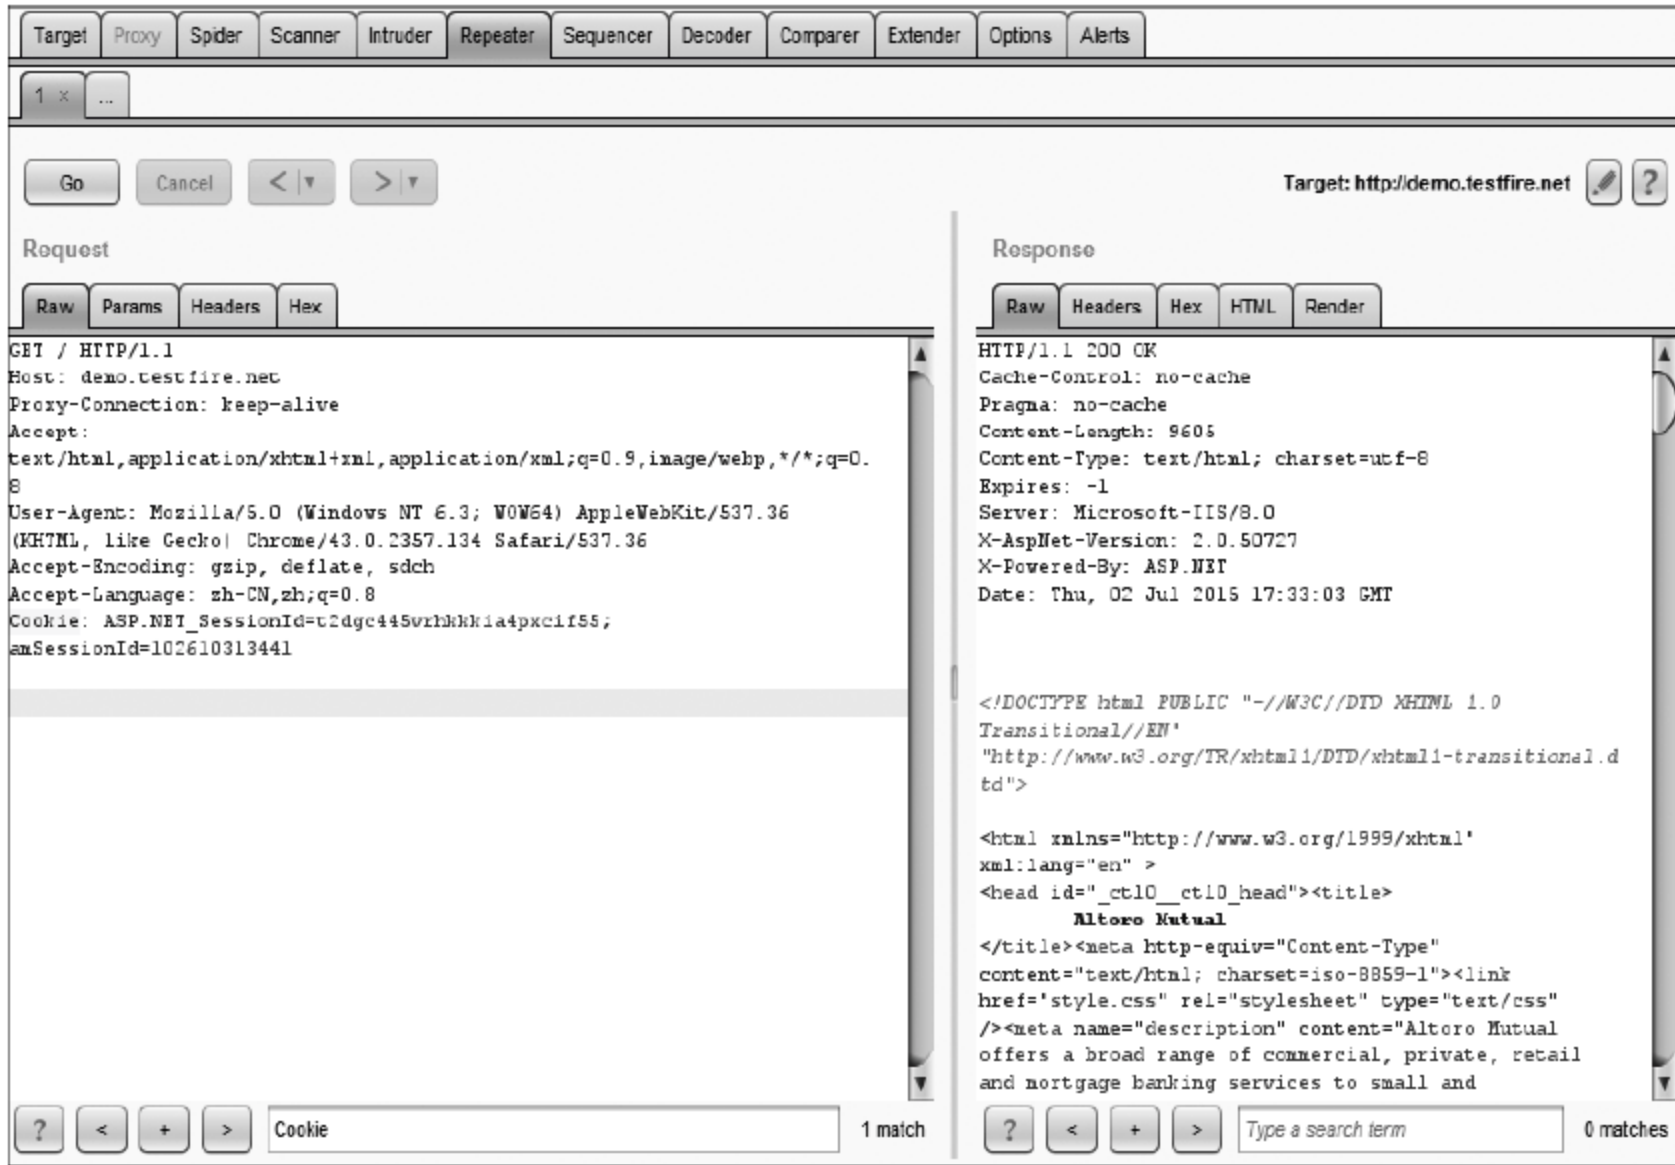 Target Proxy Spider Scanner Intruder Repeater Sequencer Decoder Comparer Extender Options Alerts
1 × ...
Go Cancel < > Target: http://demo.testfire.net ?
Request
Raw Params Headers Hex
GET / HTTP/1.1
Host: demo.testfire.net
Proxy-Connection: keep-alive
Accept:
text/html,application/xhtml+xml,application/xml;q=0.9,image/webp,*/*;q=0.
8
User-Agent: Mozilla/5.0 (Windows NT 6.3; WOW64) AppleWebKit/537.36
(KHTML, like Gecko) Chrome/43.0.2357.134 Safari/537.36
Accept-Encoding: gzip, deflate, sdch
Accept-Language: zh-CN,zh;q=0.8
Cookie: ASP.NET_SessionId=t2dgc445vrhkkkia4pxcif55;
amSessionId=102610313441
? < + > Cookie 1 match
Response
Raw Headers Hex HTML Render
HTTP/1.1 200 OK
Cache-Control: no-cache
Pragma: no-cache
Content-Length: 9605
Content-Type: text/html; charset=utf-8
Expires: -1
Server: Microsoft-IIS/8.0
X-AspNet-Version: 2.0.50727
X-Powered-By: ASP.NET
Date: Thu, 02 Jul 2015 17:33:03 GMT
<!DOCTYPE html PUBLIC "-//W3C//DTD XHTML 1.0
Transitional//EN"
"http://www.w3.org/TR/xhtml1/DTD/xhtml1-transitional.d
td">
<html xmlns="http://www.w3.org/1999/xhtml"
xml:lang="en" >
<head id="_ctl0__ctl0_head"><title>
Altoro Mutual
</title><meta http-equiv="Content-Type"
content="text/html; charset=iso-8859-1"><link
href="style.css" rel="stylesheet" type="text/css"
/><meta name="description" content="Altoro Mutual
offers a broad range of commercial, private, retail
and mortgage banking services to small and
? < + > Type a search term 0 matches